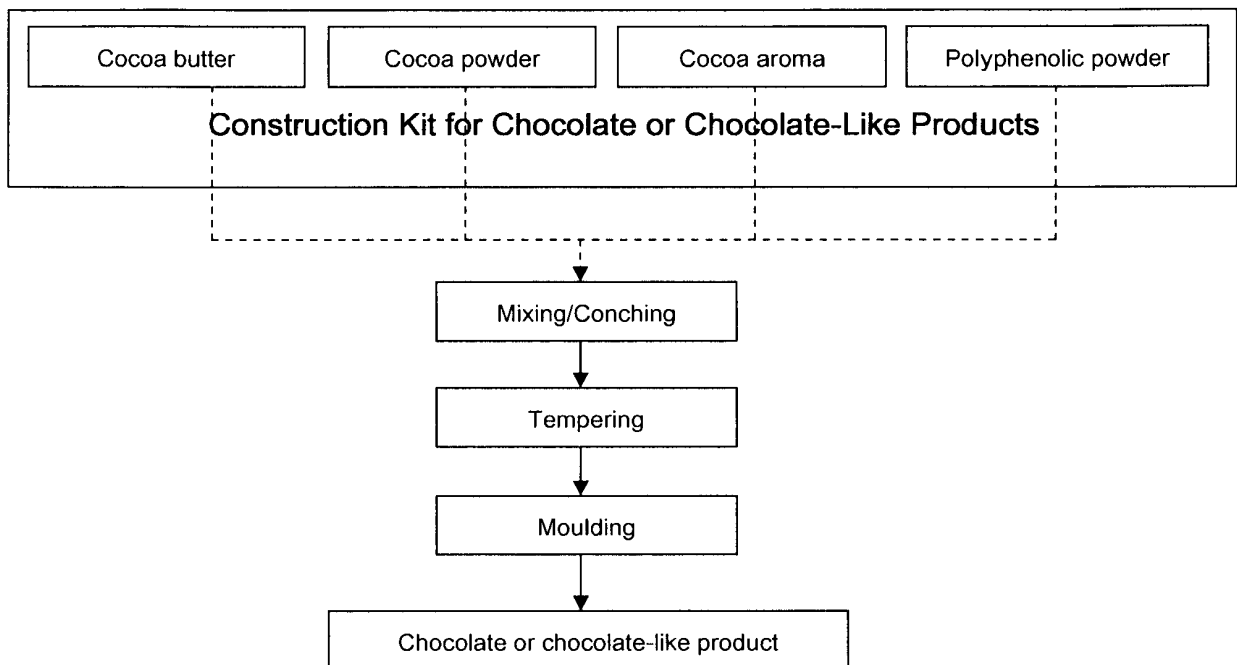 Cocoa butter
Cocoa powder
Cocoa aroma
Polyphenolic powder
Construction Kit for Chocolate or Chocolate-Like Products
Mixing/Conching
Tempering
Moulding
Chocolate or chocolate-like product